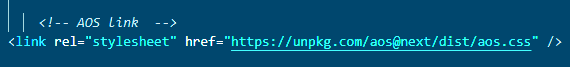 <!-- AOS link  -->
<link rel="stylesheet" href="https://unpkg.com/aos@next/dist/aos.css" />